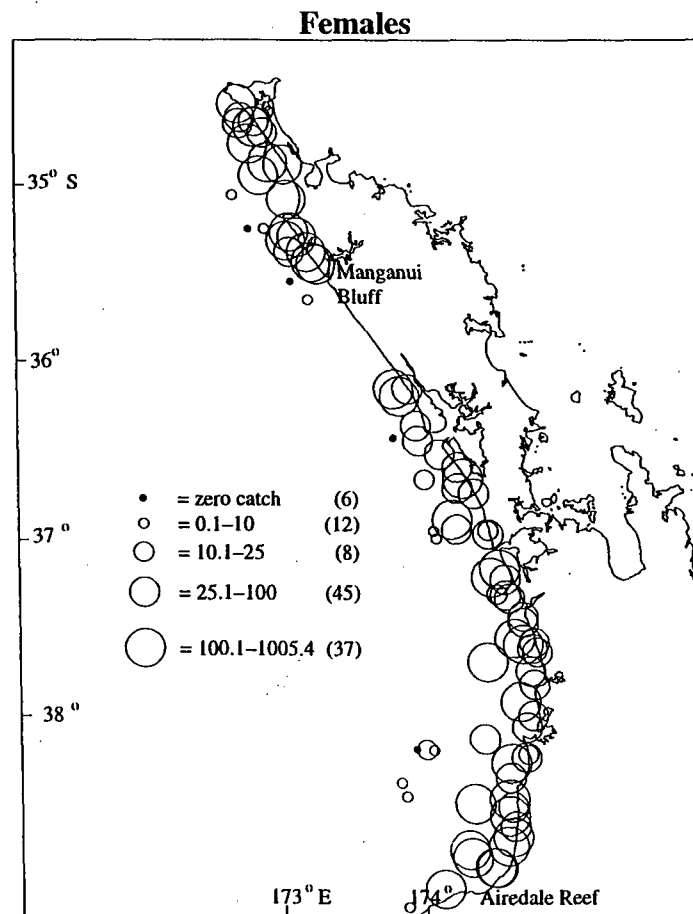 Females
35° S
Manganui
Bluff
36°
= zero catch (6)
= 0.1–10 (12)
37°
= 10.1–25 (8)
= 25.1–100 (45)
= 100.1–1005.4 (37)
38°
173° E 174° Airedale Reef